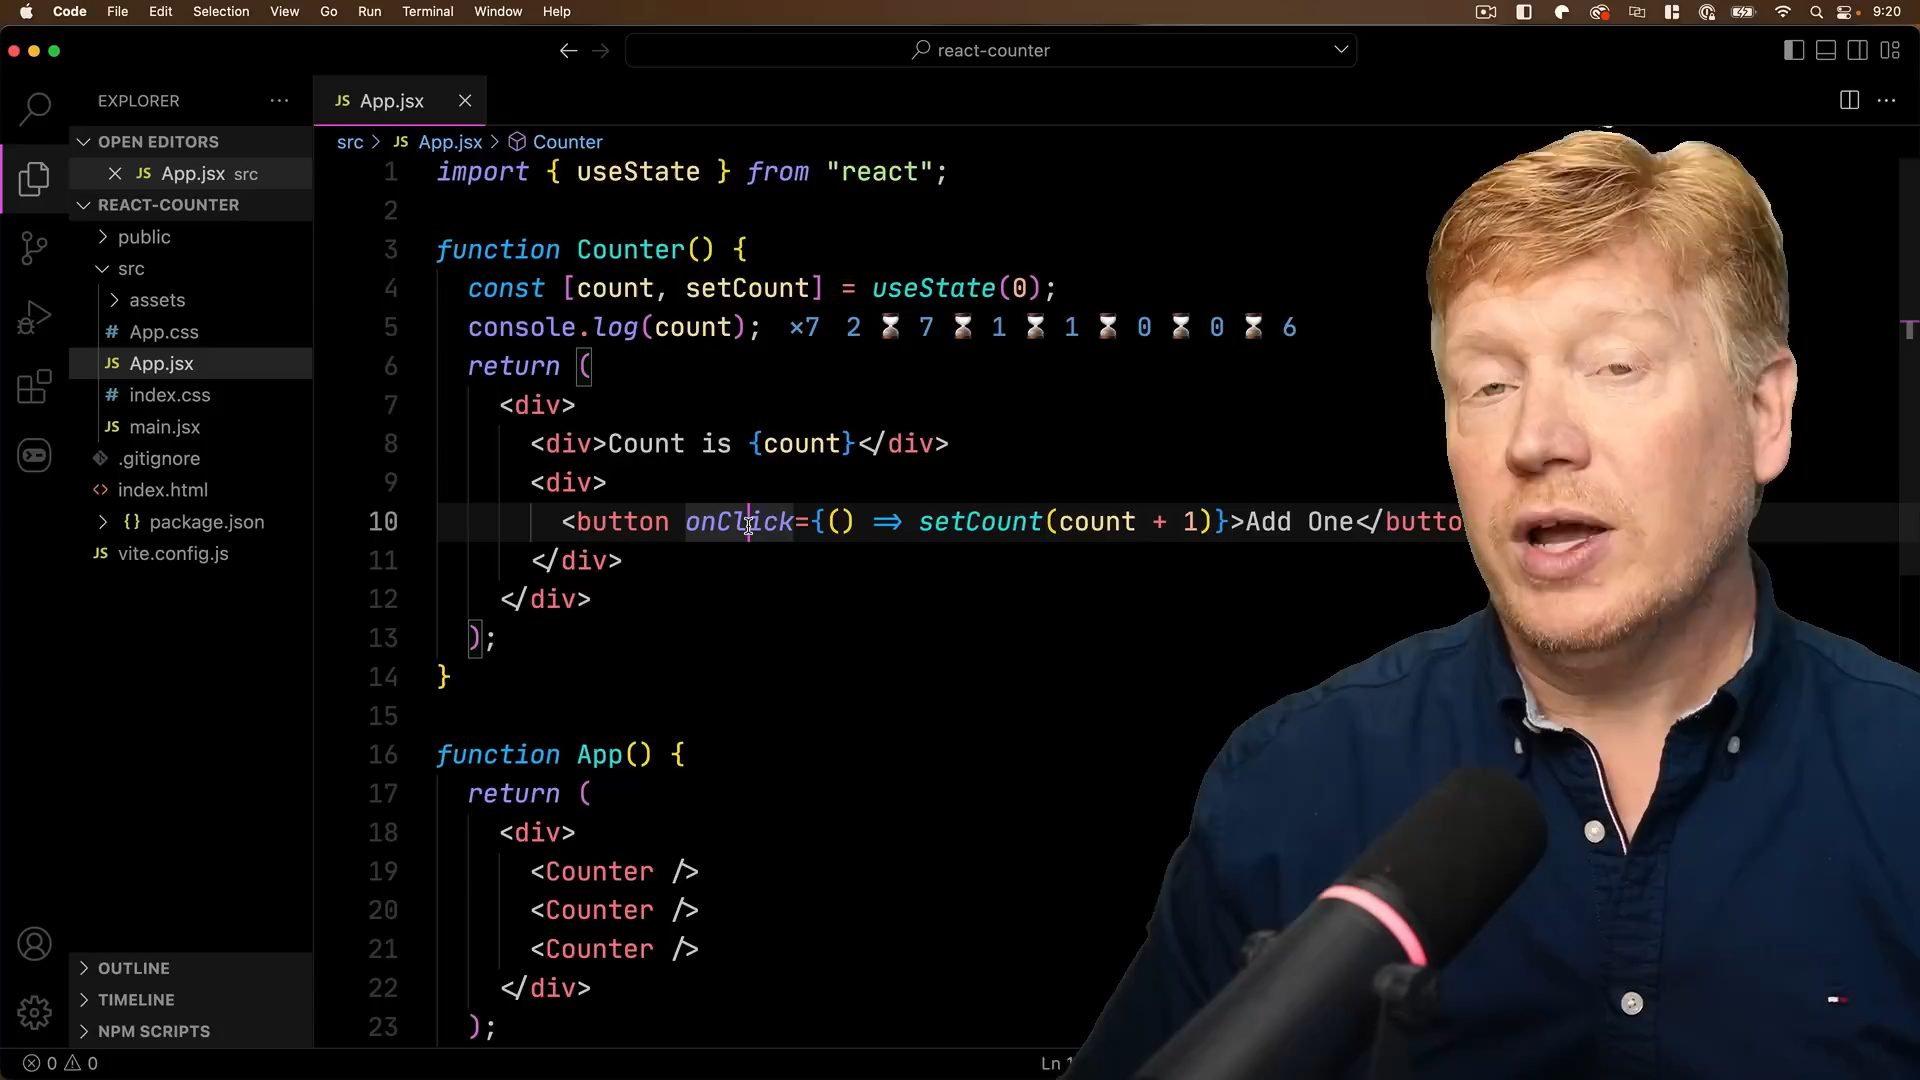 Code File Edit Selection View Go Run Terminal Window Help 9:20
react-counter
EXPLORER
JS App.jsx
OPEN EDITORS
JS App.jsx src
src > JS App.jsx > Counter
REACT-COUNTER
public
src
assets
# App.css
JS App.jsx
# index.css
JS main.jsx
.gitignore
<> index.html
{} package.json
JS vite.config.js
OUTLINE
TIMELINE
NPM SCRIPTS
1 import { useState } from "react";
2
3 function Counter() {
4 const [count, setCount] = useState(0);
5 console.log(count); ×7 2 ⌛ 7 ⌛ 1 ⌛ 1 ⌛ 0 ⌛ 0 ⌛ 6
6 return (
7 <div>
8 <div>Count is {count}</div>
9 <div>
10 <button onClick={() => setCount(count + 1)}>Add One</butto
11 </div>
12 </div>
13 );
14 }
15
16 function App() {
17 return (
18 <div>
19 <Counter />
20 <Counter />
21 <Counter />
22 </div>
23 );
0 0
Ln 1